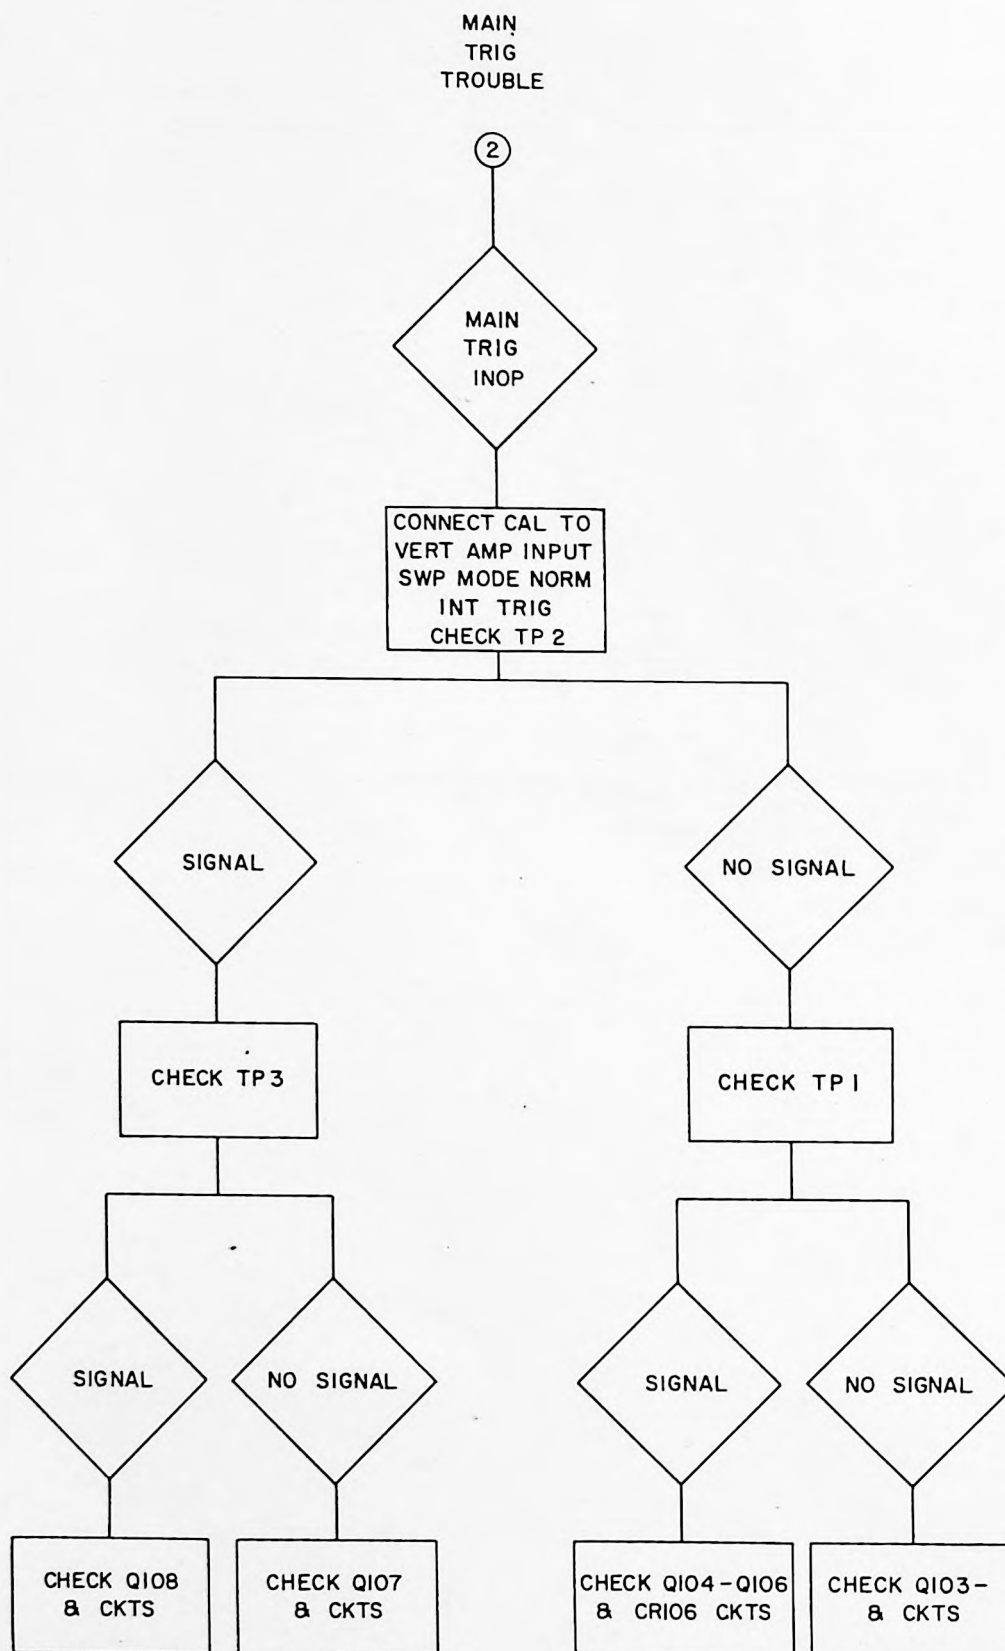 MAIN
TRIG
TROUBLE
2
MAIN
TRIG
INOP
CONNECT CAL TO
VERT AMP INPUT
SWP MODE NORM
INT TRIG
CHECK TP 2
SIGNAL
NO SIGNAL
CHECK TP3
CHECK TP1
SIGNAL
NO SIGNAL
SIGNAL
NO SIGNAL
CHECK Q108
& CKTS
CHECK Q107
& CKTS
CHECK Q104-Q106
& CR106 CKTS
CHECK Q103-
& CKTS